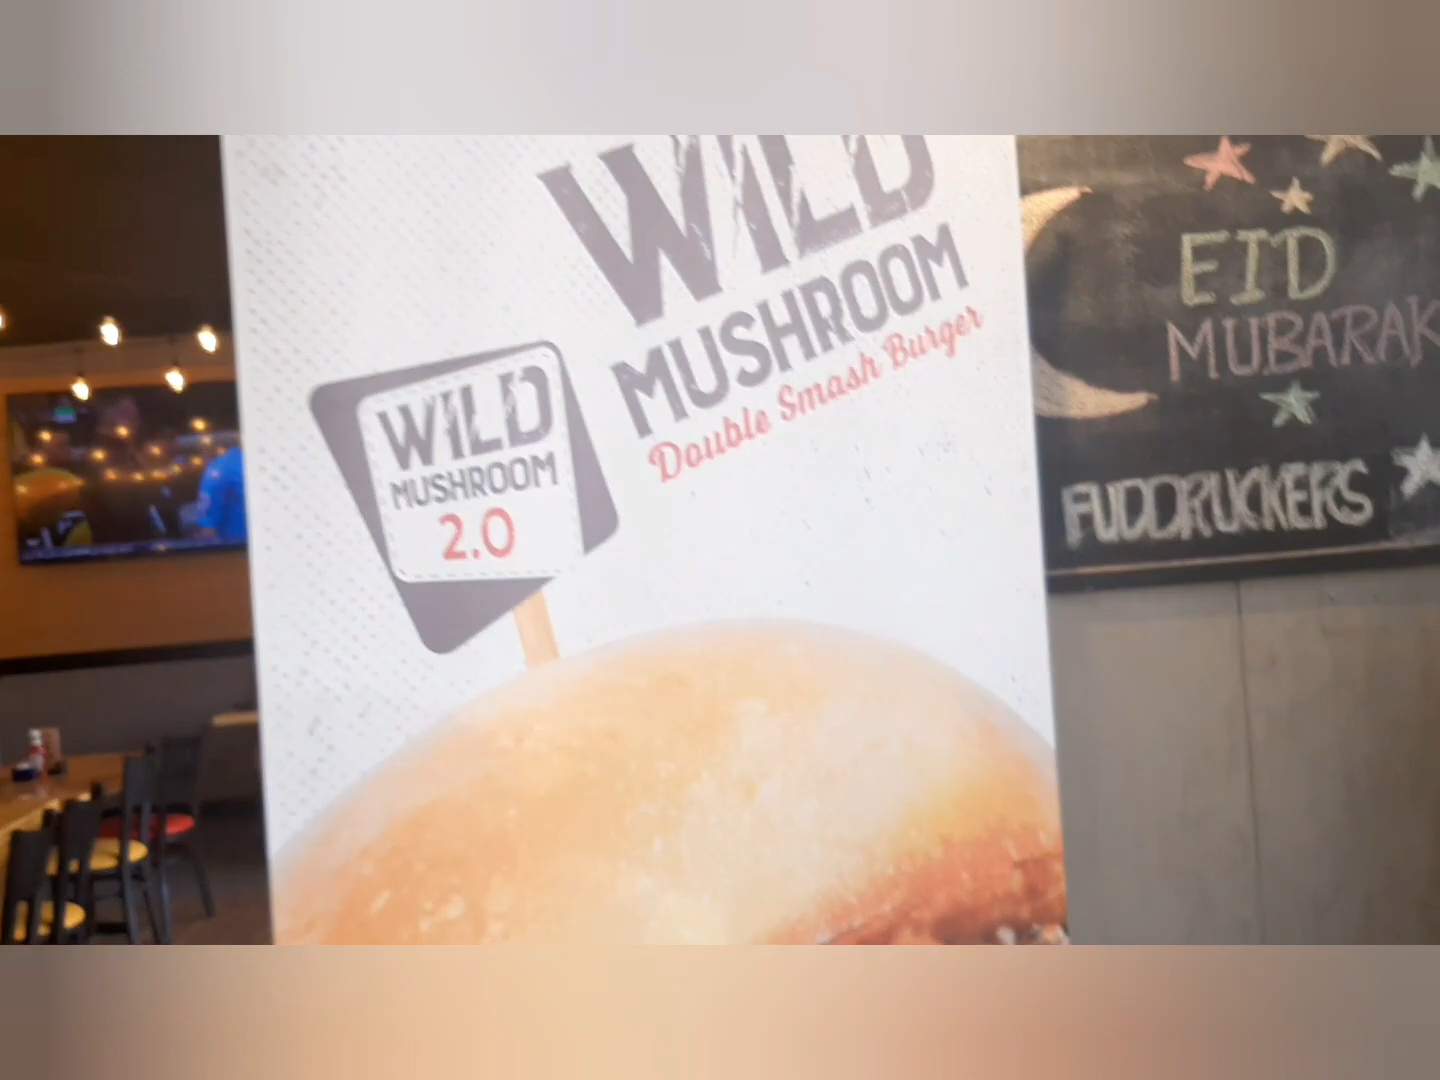 WILD
MUSHROOM
Double Smash Burger
WILD
MUSHROOM
2.0
EID
MUBARAK
FUDDRUCKERS